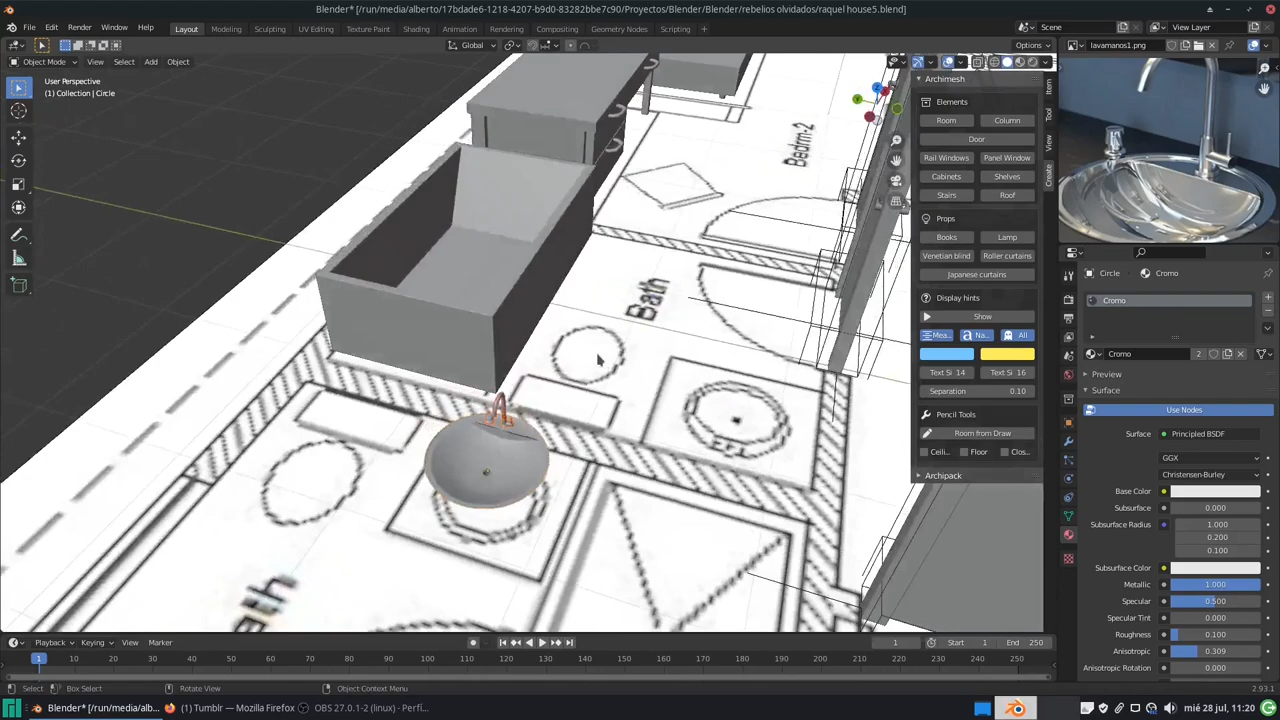 Blender* [/run/media/alberto/17bdade6-1218-4207-b9d0-83282bbe7c90/Proyectos/Blender/Blender/rebelios olvidados/raquel house5.blend]
File Edit Render Window Help Layout Modeling Sculpting UV Editing Texture Paint Shading Animation Rendering Compositing Geometry Nodes Scripting Scene View Layer
Global Options lavamanos1.png
Object Mode View Select Add Object
User Perspective
(1) Collection | Circle
Archimesh
Elements
Room Column
Door
Rail Windows Panel Window
Cabinets Shelves
Stairs Roof
Props
Books Lamp
Venetian blind Roller curtains
Japanese curtains
Display hints
Show
Mea... Na... All
Text Si 14 Text Si 16
Separation 0.10
Pencil Tools
Room from Draw
Ceili... Floor Clos...
Archipack
Item
Tool
View
Create
Bedrm-2
Bath
ath
Circle Cromo
Cromo
Cromo 2
Preview
Surface
Use Nodes
Surface Principled BSDF
GGX
Christensen-Burley
Base Color
Subsurface 0.000
Subsurface Radius 1.000
0.200
0.100
Subsurface Color
Metallic 1.000
Specular 0.500
Specular Tint 0.000
Roughness 0.100
Anisotropic 0.309
Anisotropic Rotation 0.000
Playback Keying View Marker 1 Start 1 End 250
1 10 20 30 40 50 60 70 80 90 100 110 120 130 140 150 160 170 180 190 200 210 220 230 240 250
Select Box Select Rotate View Object Context Menu 2.93.1
Blender* [/run/media/alb... (1) Tumblr — Mozilla Firefox OBS 27.0.1-2 (linux) - Perfi... mié 28 jul, 11:20